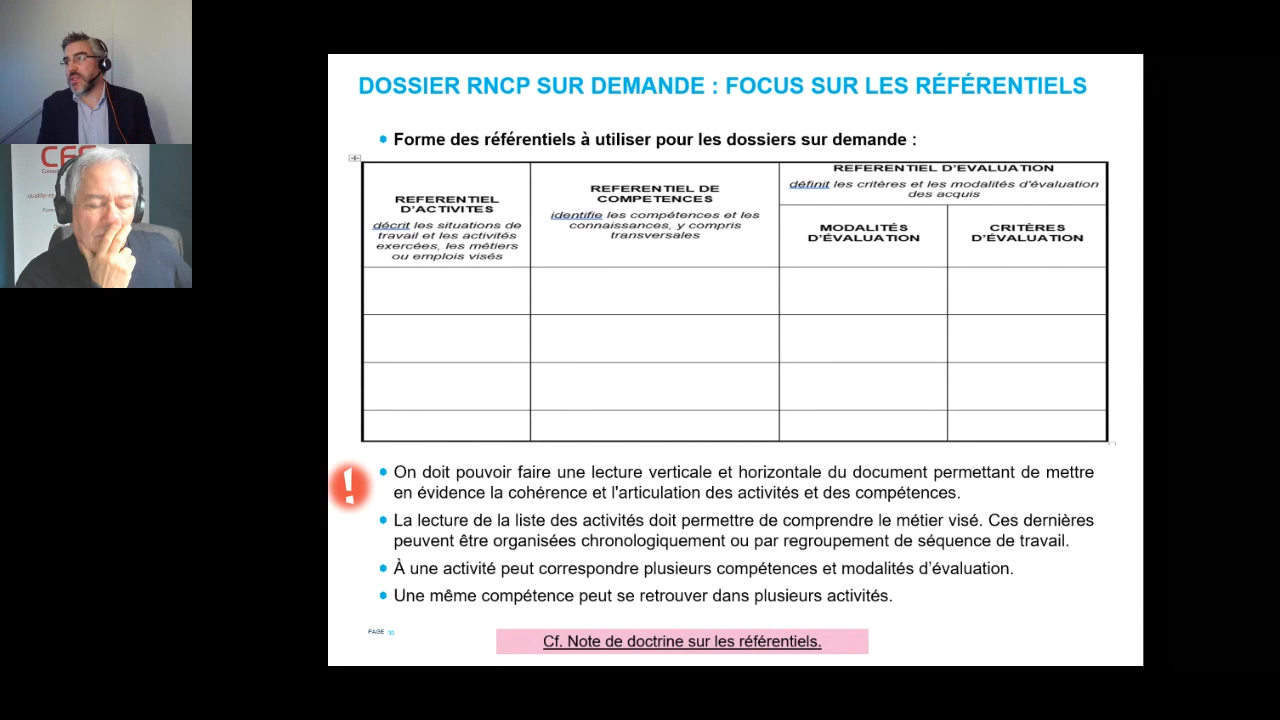 CFS
DOSSIER RNCP SUR DEMANDE : FOCUS SUR LES RÉFÉRENTIELS
Forme des référentiels à utiliser pour les dossiers sur demande :
REFERENTIEL
D'ACTIVITES
décrit les situations de
travail et les activités
exercées, les métiers
ou emplois visés
REFERENTIEL DE
COMPETENCES
identifie les compétences et les
connaissances, y compris
transversales
REFERENTIEL D'EVALUATION
définit les critères et les modalités d'évaluation
des acquis
MODALITÉS
D'ÉVALUATION
CRITÈRES
D'ÉVALUATION
On doit pouvoir faire une lecture verticale et horizontale du document permettant de mettre
en évidence la cohérence et l'articulation des activités et des compétences.
La lecture de la liste des activités doit permettre de comprendre le métier visé. Ces dernières
peuvent être organisées chronologiquement ou par regroupement de séquence de travail.
À une activité peut correspondre plusieurs compétences et modalités d’évaluation.
Une même compétence peut se retrouver dans plusieurs activités.
PAGE 30
Cf. Note de doctrine sur les référentiels.